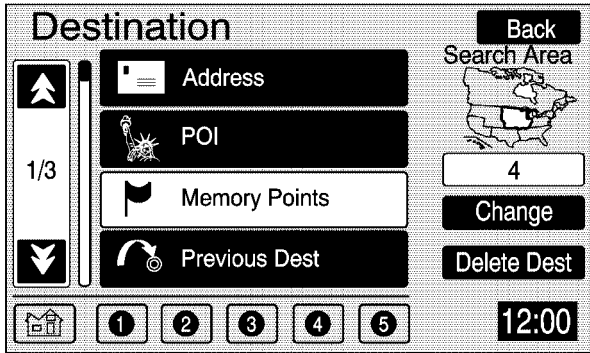 Destination
Back
Search Area
Address
POI
1/3
Memory Points
4
Change
Previous Dest
Delete Dest
1 2 3 4 5
12:00